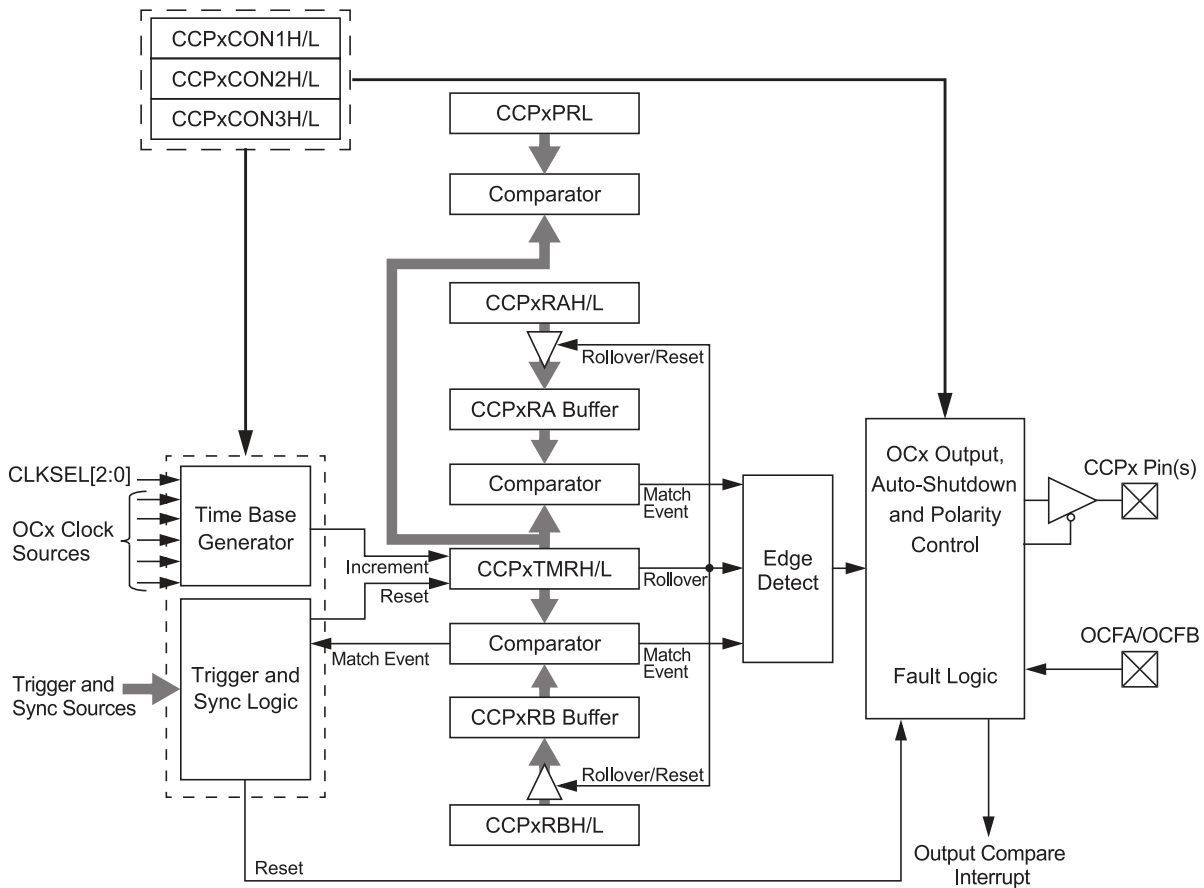 CCPxCON1H/L
CCPxCON2H/L
CCPxCON3H/L
CCPxPRL
Comparator
CCPxRAH/L
Rollover/Reset
CCPxRA Buffer
Comparator
Match
Event
CLKSEL[2:0]
OCx Clock
Sources
Time Base
Generator
Increment
Reset
CCPxTMRH/L
Rollover
Edge
Detect
OCx Output,
Auto-Shutdown
and Polarity
Control
CCPx Pin(s)
OCFA/OCFB
Fault Logic
Comparator
Match Event
Match
Event
Trigger and
Sync Sources
Trigger and
Sync Logic
CCPxRB Buffer
Rollover/Reset
CCPxRBH/L
Reset
Output Compare
Interrupt